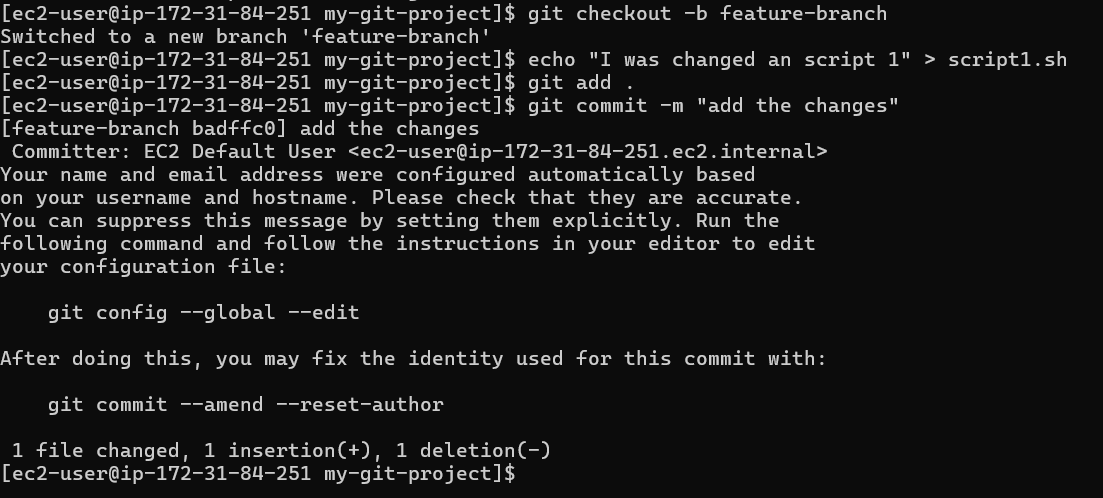 [ec2-user@ip-172-31-84-251 my-git-project]$ git checkout -b feature-branch
Switched to a new branch 'feature-branch'
[ec2-user@ip-172-31-84-251 my-git-project]$ echo "I was changed an script 1" > script1.sh
[ec2-user@ip-172-31-84-251 my-git-project]$ git add .
[ec2-user@ip-172-31-84-251 my-git-project]$ git commit -m "add the changes"
[feature-branch badffc0] add the changes
 Committer: EC2 Default User <ec2-user@ip-172-31-84-251.ec2.internal>
Your name and email address were configured automatically based
on your username and hostname. Please check that they are accurate.
You can suppress this message by setting them explicitly. Run the
following command and follow the instructions in your editor to edit
your configuration file:

    git config --global --edit

After doing this, you may fix the identity used for this commit with:

    git commit --amend --reset-author

 1 file changed, 1 insertion(+), 1 deletion(-)
[ec2-user@ip-172-31-84-251 my-git-project]$